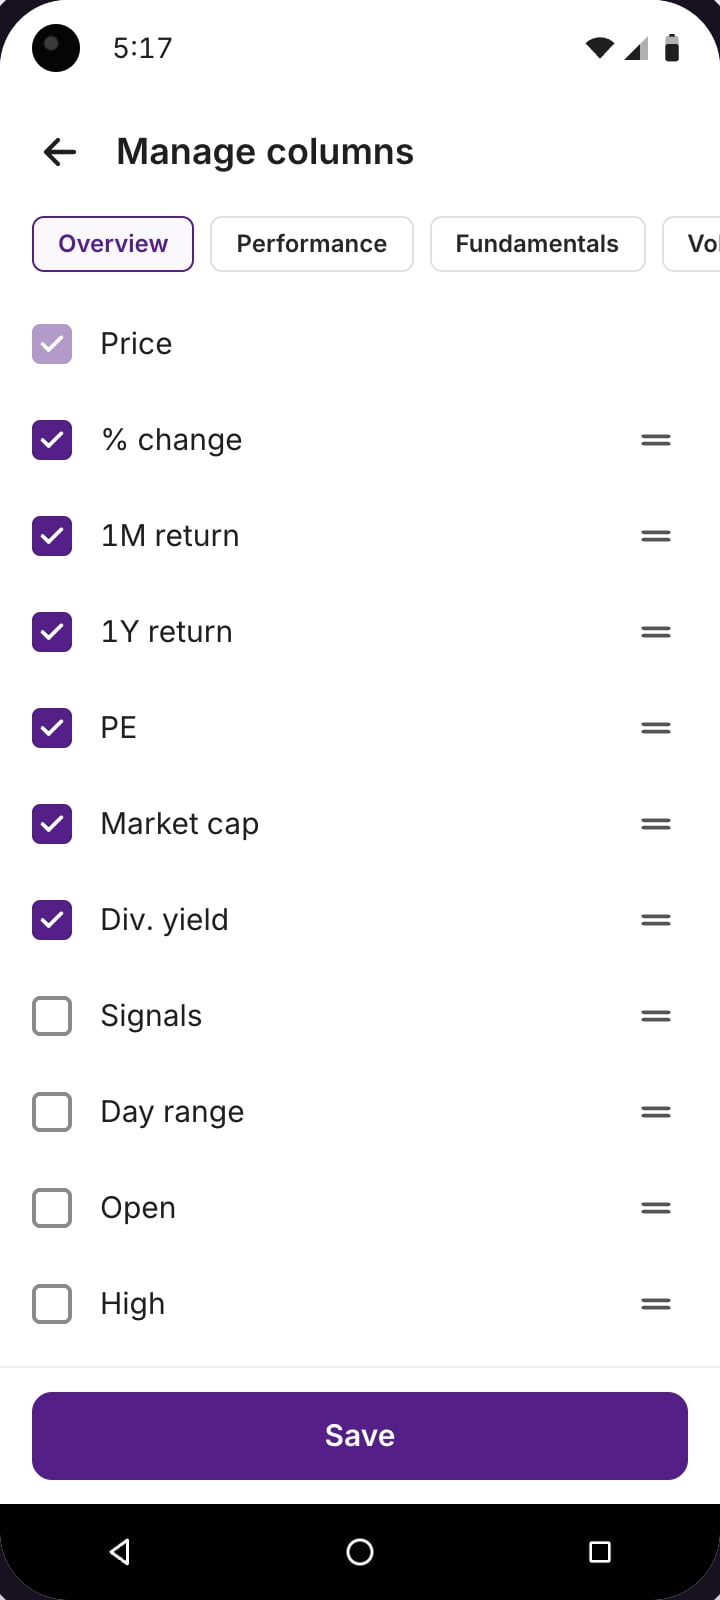 5:17
Manage columns
Overview
Performance
Fundamentals
Price
% change
1M return
1Y return
PE
Market cap
Div. yield
Signals
Day range
Open
High
Save